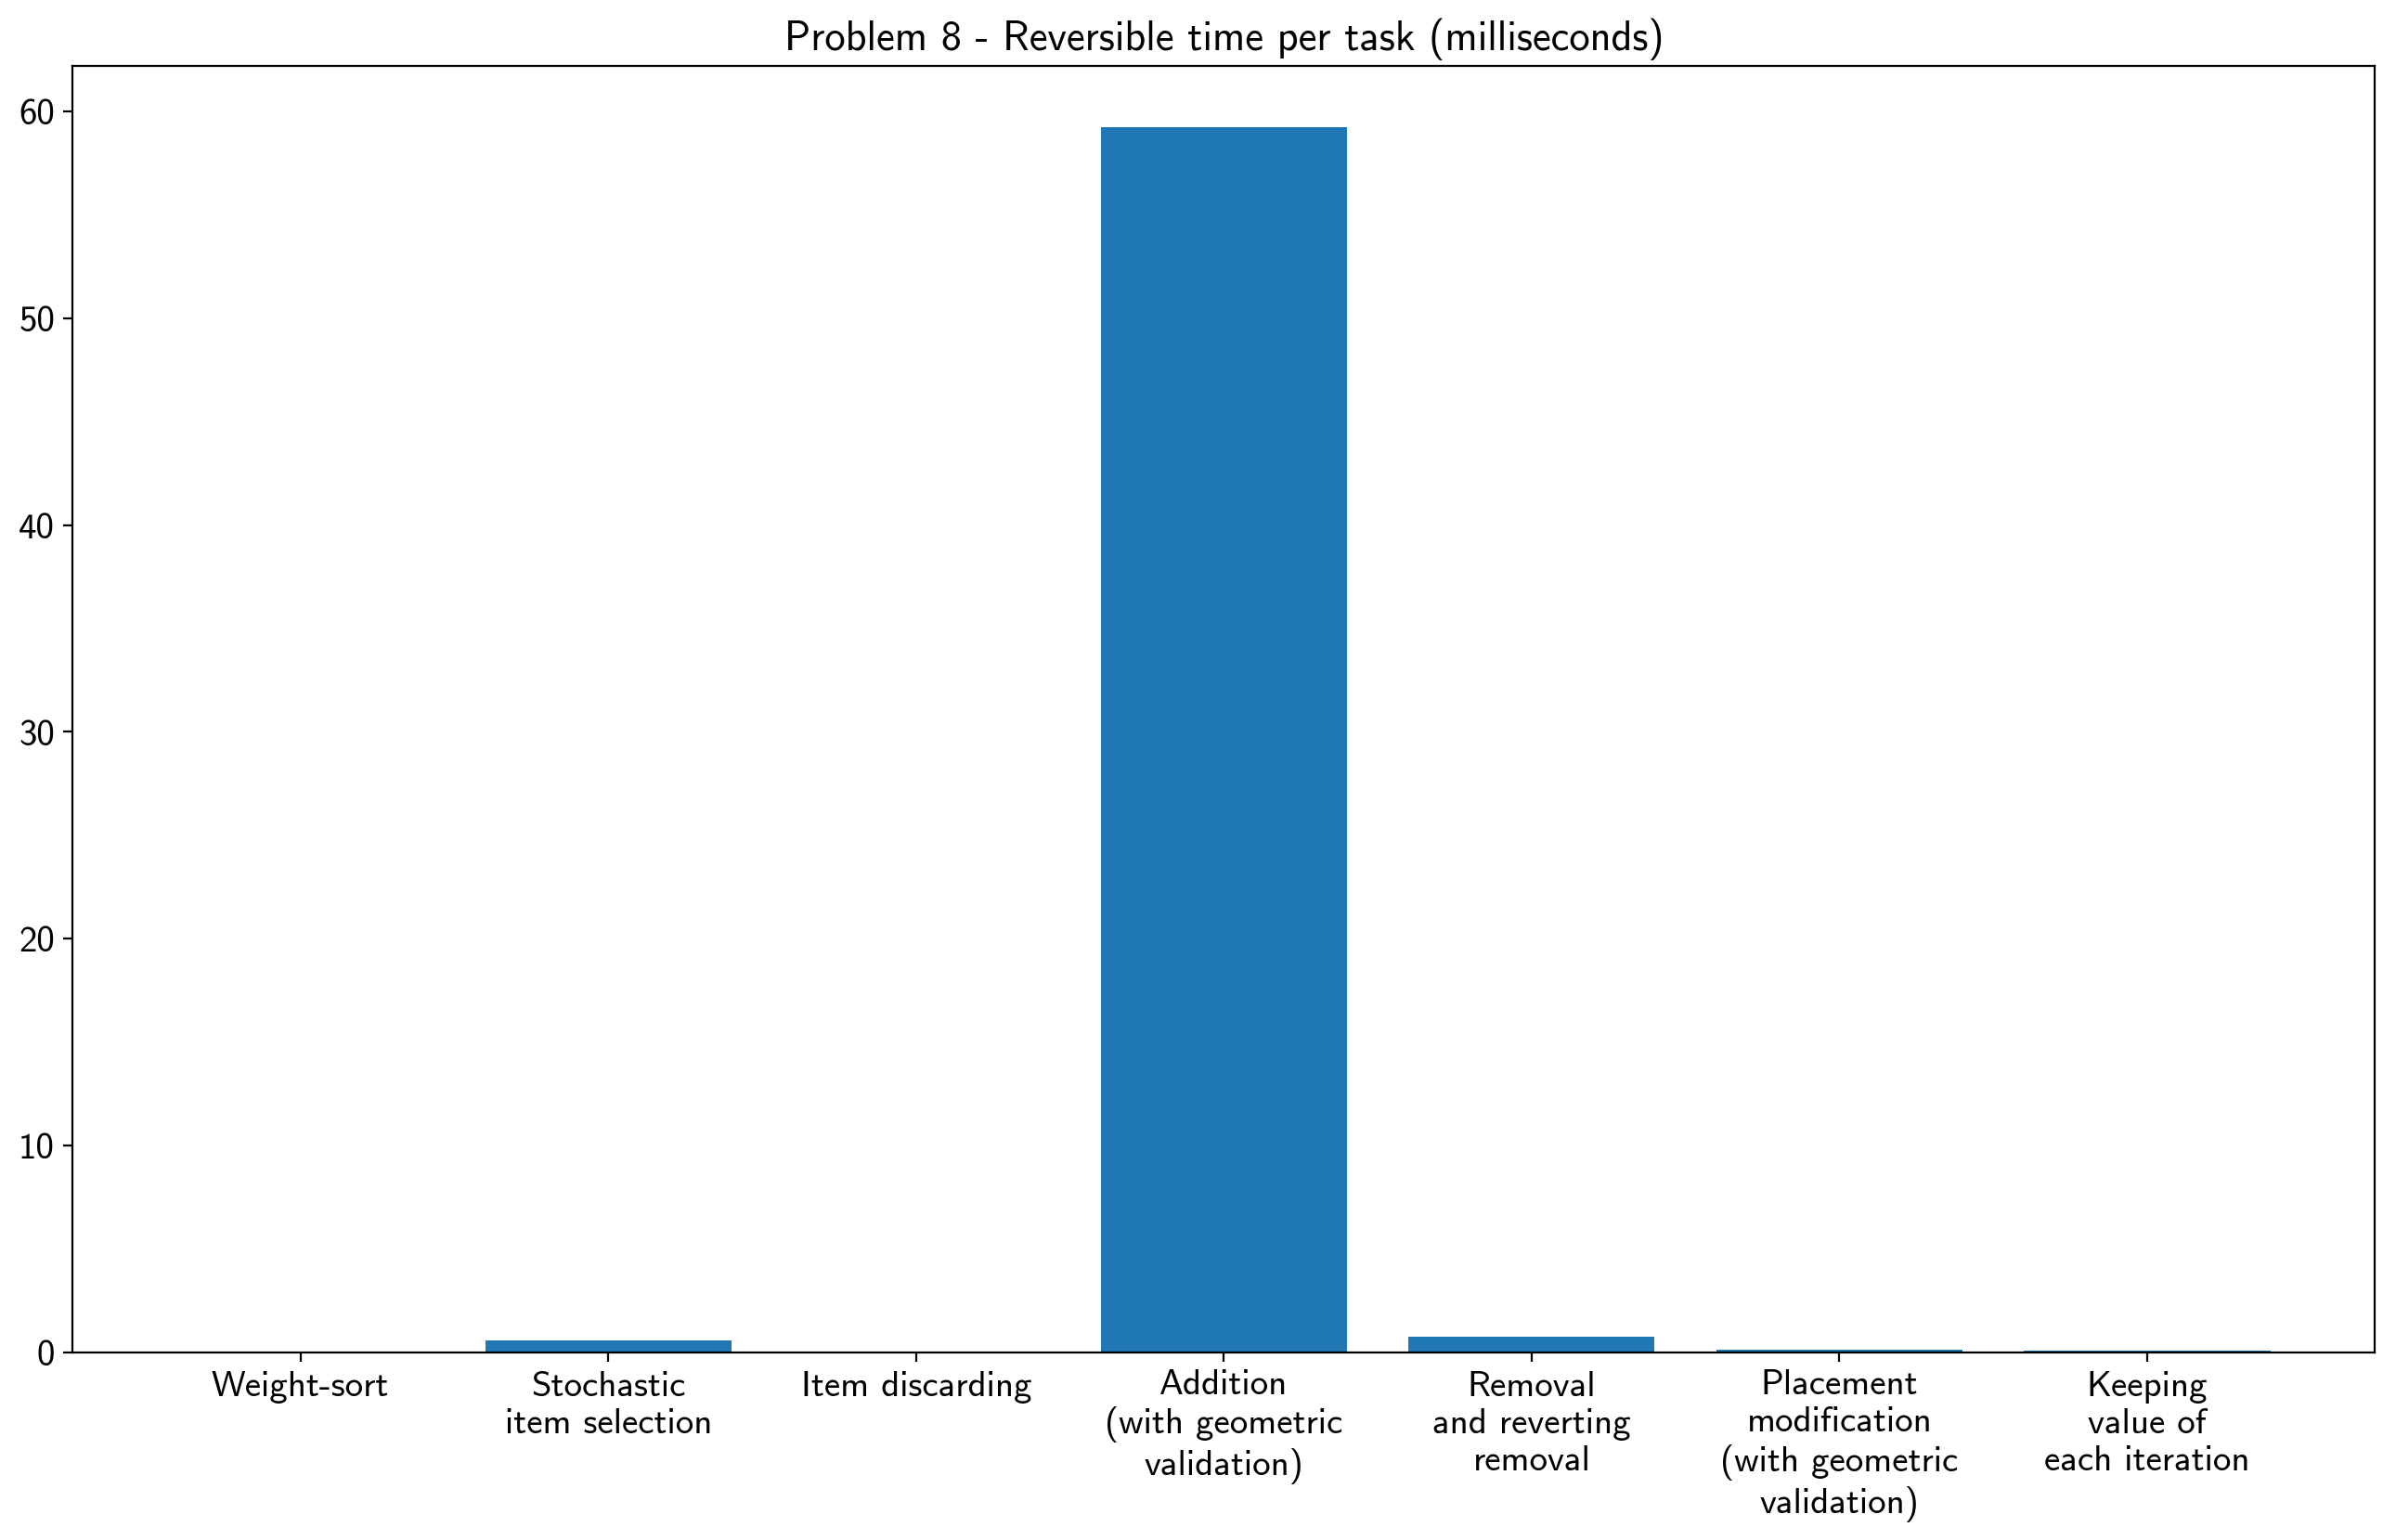 Problem 8 - Reversible time per task (milliseconds)
60
50
40
30
20
10
0
Weight-sort
Stochastic
item selection
Item discarding
Addition
(with geometric
validation)
Removal
and reverting
removal
Placement
modification
(with geometric
validation)
Keeping
value of
each iteration